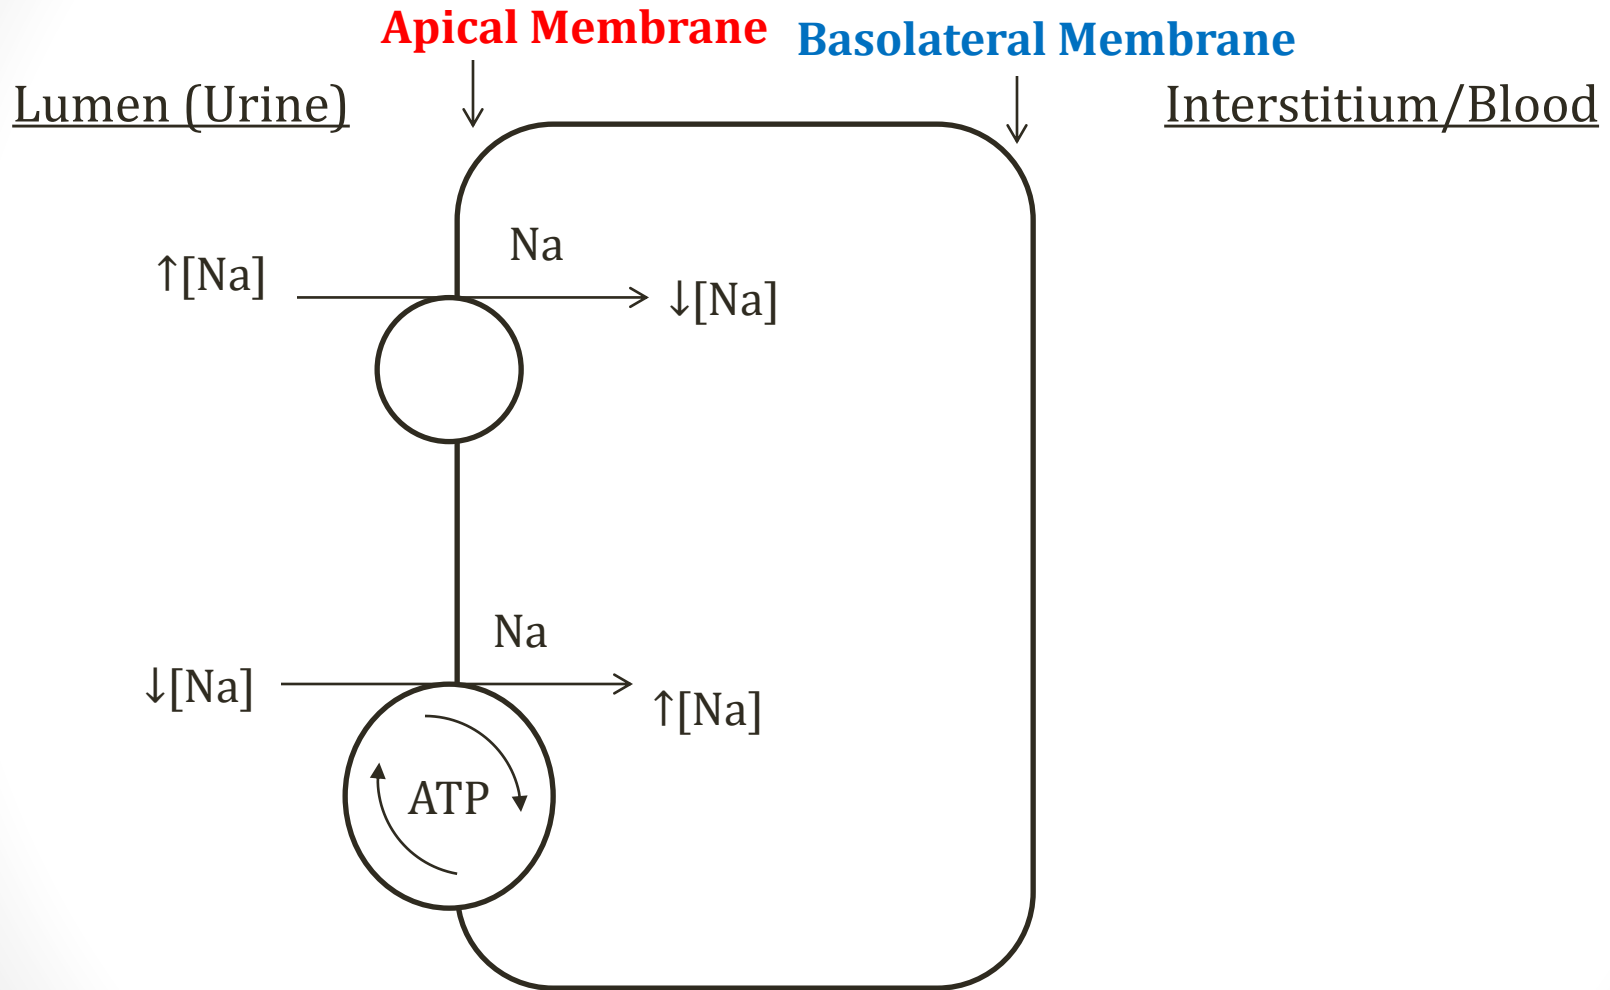 Apical Membrane
Basolateral Membrane
Lumen (Urine)
Interstitium/Blood
Na
↑[Na]
↓[Na]
Na
↓[Na]
↑[Na]
ATP